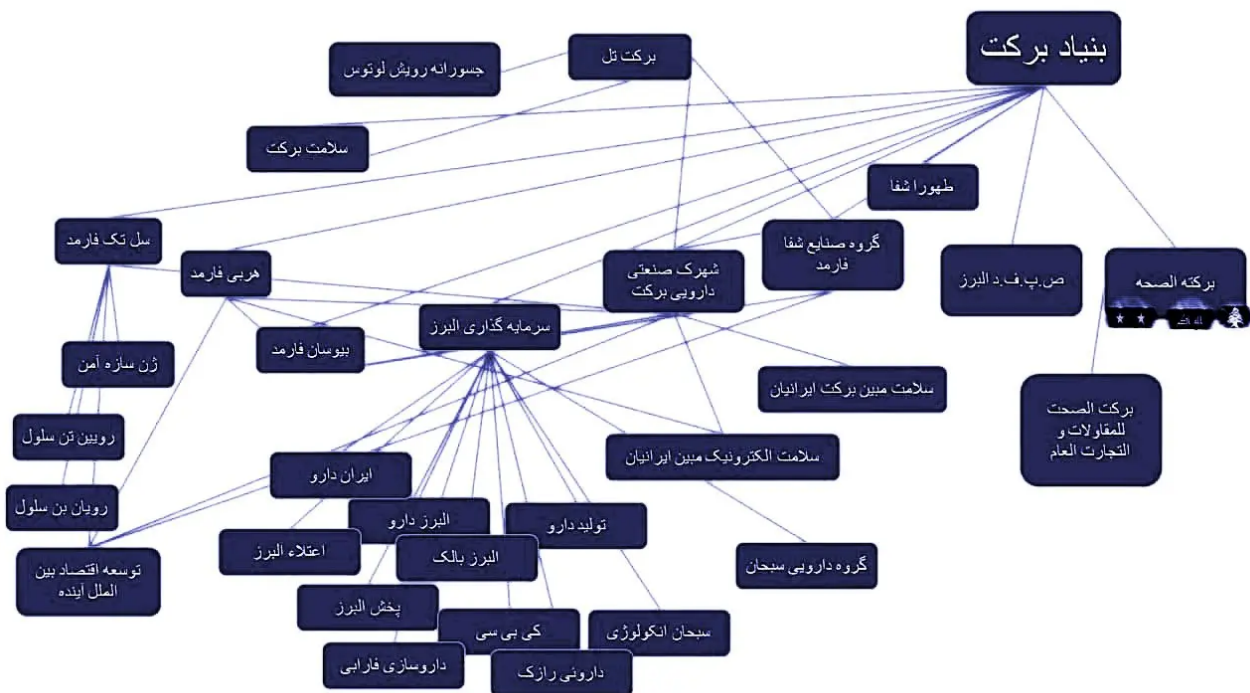 بنیاد برکت
برکت تل
جسورانه رویش لوتوس
سلامت برکت
طهورا شفا
سل تک فارمد
هربی فارمد
شهرک صنعتی
دارویی برکت
گروه صنایع شفا
فارمد
ص.پ.ف.د البرز
برکته الصحه
سرمایه گذاری البرز
بیوسان فارمد
ژن سازه آمن
سلامت مبین برکت ایرانیان
برکت الصحت
للمقاولات و
التجارت العام
رویین تن سلول
سلامت الکترونیک مبین ایرانیان
ایران دارو
رویان بن سلول
البرز دارو
تولید دارو
اعتلاء البرز
البرز بالک
گروه دارویی سبحان
توسعه اقتصاد بین
الملل آینده
پخش البرز
کی بی سی
سبحان انکولوژی
داروسازی فارابی
داروئی رازک